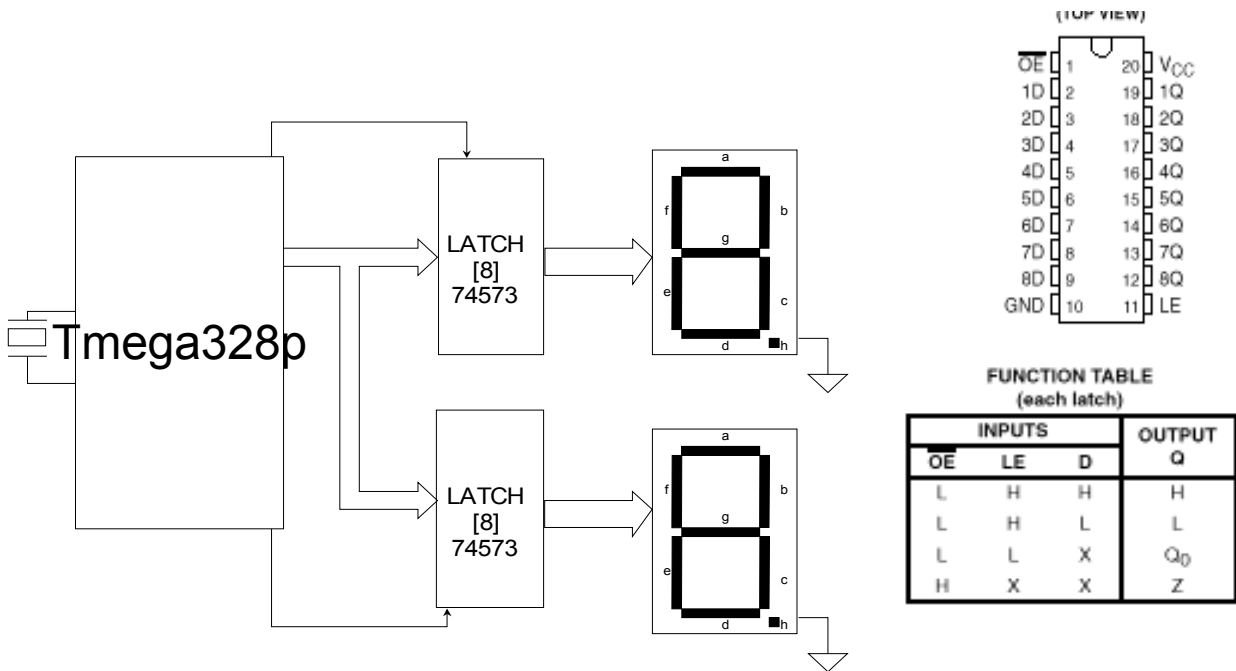 (TOP VIEW)
OE 1 20 VCC
1D 2 19 1Q
2D 3 18 2Q
3D 4 17 3Q
4D 5 16 4Q
5D 6 15 5Q
6D 7 14 6Q
7D 8 13 7Q
8D 9 12 8Q
GND 10 11 LE
Tmega328p
LATCH
[8]
74573
a
f b
g
e c
d h
LATCH
[8]
74573
a
f b
g
e c
d h
FUNCTION TABLE
(each latch)
INPUTS OUTPUT
Q
OE LE D
L H H H
L H L L
L L X Q0
H X X Z